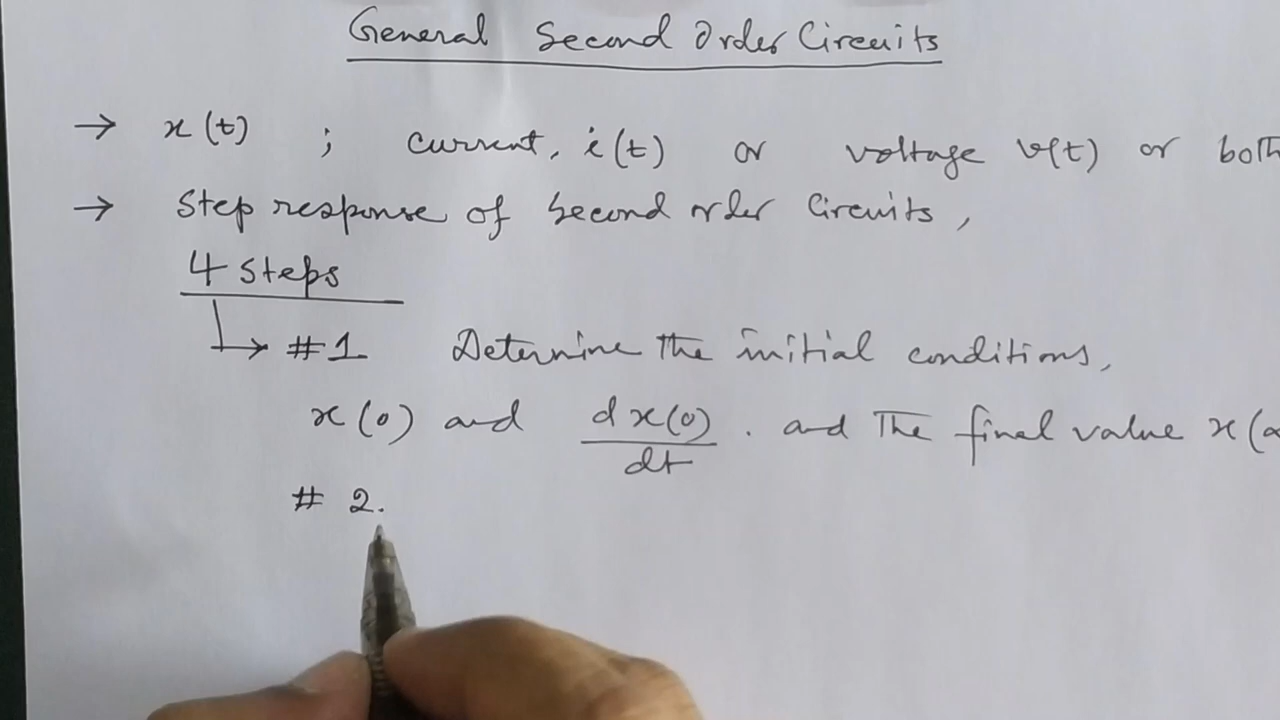 General Second Order Circuits
→ x(t) ; current, i(t) or voltage v(t) or both
→ Step response of Second order Circuits,
4 Steps
↳ #1 Determine the initial conditions,
x(0) and dx(0)/dt . and the final value x(∞
# 2.